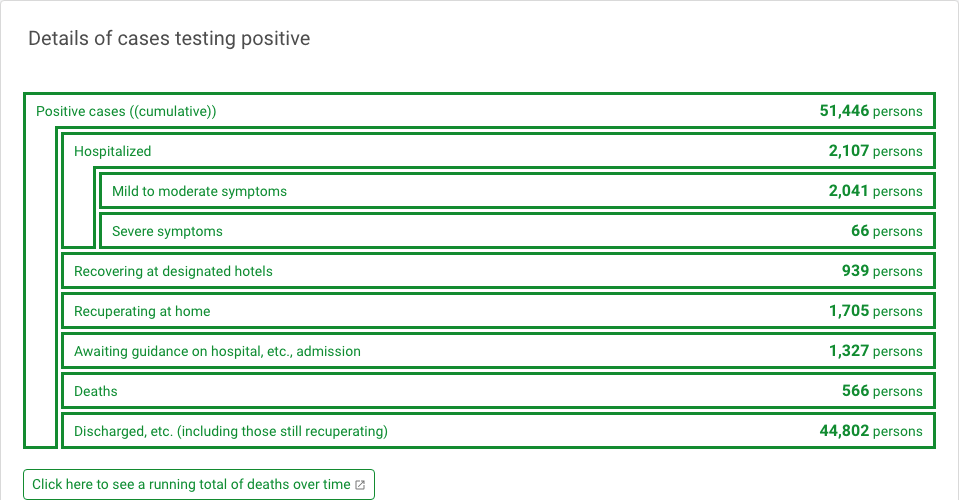 Details of cases testing positive
Positive cases ((cumulative)) 51,446 persons
Hospitalized 2,107 persons
Mild to moderate symptoms 2,041 persons
Severe symptoms 66 persons
Recovering at designated hotels 939 persons
Recuperating at home 1,705 persons
Awaiting guidance on hospital, etc., admission 1,327 persons
Deaths 566 persons
Discharged, etc. (including those still recuperating) 44,802 persons
Click here to see a running total of deaths over time